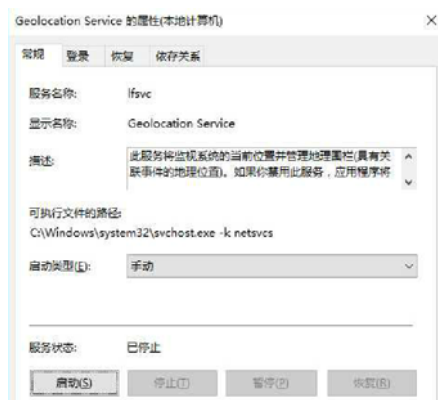 Geolocation Service 的属性(本地计算机)
常规 登录 恢复 依存关系
服务名称: lfsvc
显示名称: Geolocation Service
描述: 此服务将监视系统的当前位置并管理地理围栏(具有关
联事件的地理位置)。如果你禁用此服务，应用程序将
可执行文件的路径:
C:\Windows\system32\svchost.exe -k netsvcs
启动类型(E): 手动
服务状态: 已停止
启动(S) 停止(T) 暂停(P) 恢复(R)